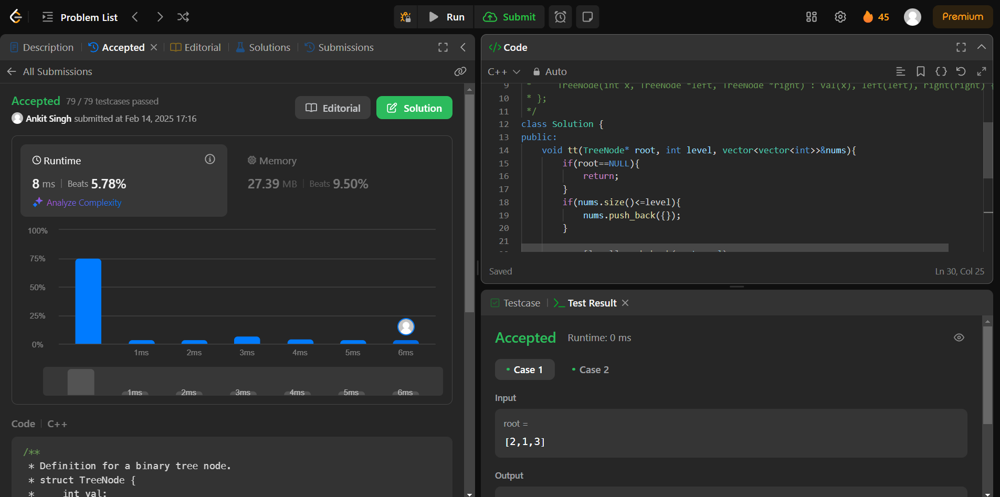 Problem List
Run
Submit
45
Premium
Description
Accepted
Editorial
Solutions
Submissions
All Submissions
Accepted 79 / 79 testcases passed
Ankit Singh submitted at Feb 14, 2025 17:16
Editorial
Solution
Runtime
8 ms | Beats 5.78%
Analyze Complexity
Memory
27.39 MB | Beats 9.50%
100%
75%
50%
25%
0%
1ms 2ms 3ms 4ms 5ms 6ms
1ms 2ms 3ms 4ms 5ms 6ms
Code | C++
/**
* Definition for a binary tree node.
* struct TreeNode {
* int val;
</> Code
C++
Auto
9 * TreeNode(int x, TreeNode *left, TreeNode *right) : val(x), left(left), right(right) {
10 * };
11 */
12 class Solution {
13 public:
14 void tt(TreeNode* root, int level, vector<vector<int>>&nums){
15 if(root==NULL){
16 return;
17 }
18 if(nums.size()<=level){
19 nums.push_back({});
20 }
21
Saved
Ln 30, Col 25
Testcase
>_ Test Result
Accepted Runtime: 0 ms
• Case 1 • Case 2
Input
root =
[2,1,3]
Output